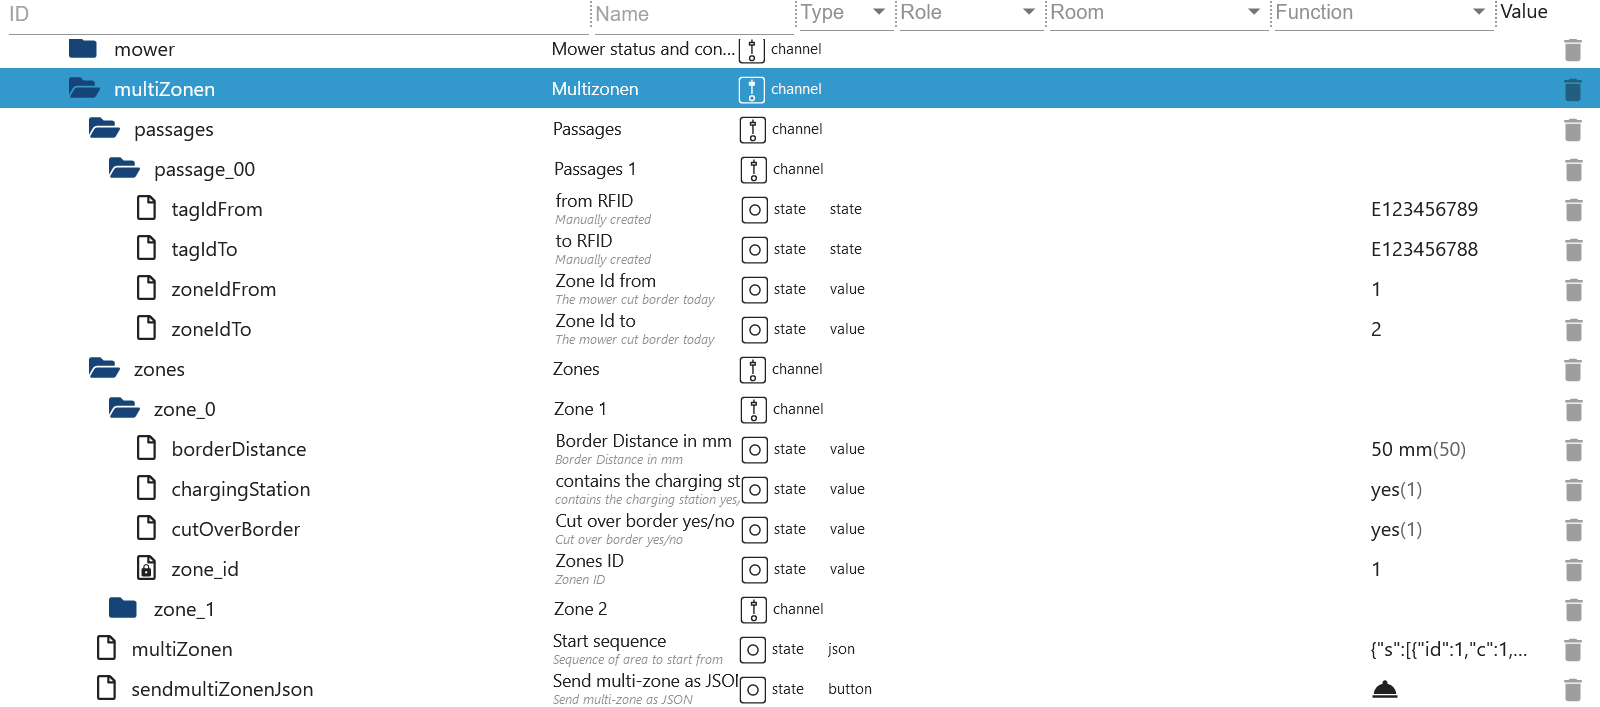 ID Name Type Role Room Function Value
mower Mower status and con... channel
multiZonen Multizonen channel
passages Passages channel
passage_00 Passages 1 channel
tagIdFrom from RFID state state E123456789
Manually created
tagIdTo to RFID state state E123456788
Manually created
zoneIdFrom Zone Id from state value 1
The mower cut border today
zoneIdTo Zone Id to state value 2
The mower cut border today
zones Zones channel
zone_0 Zone 1 channel
borderDistance Border Distance in mm state value 50 mm(50)
Border Distance in mm
chargingStation contains the charging st state value yes(1)
contains the charging station yes/
cutOverBorder Cut over border yes/no state value yes(1)
Cut over border yes/no
zone_id Zones ID state value 1
Zonen ID
zone_1 Zone 2 channel
multiZonen Start sequence state json {"s":[{"id":1,"c":1,...
Sequence of area to start from
sendmultiZonenJson Send multi-zone as JSON state button
Send multi-zone as JSON